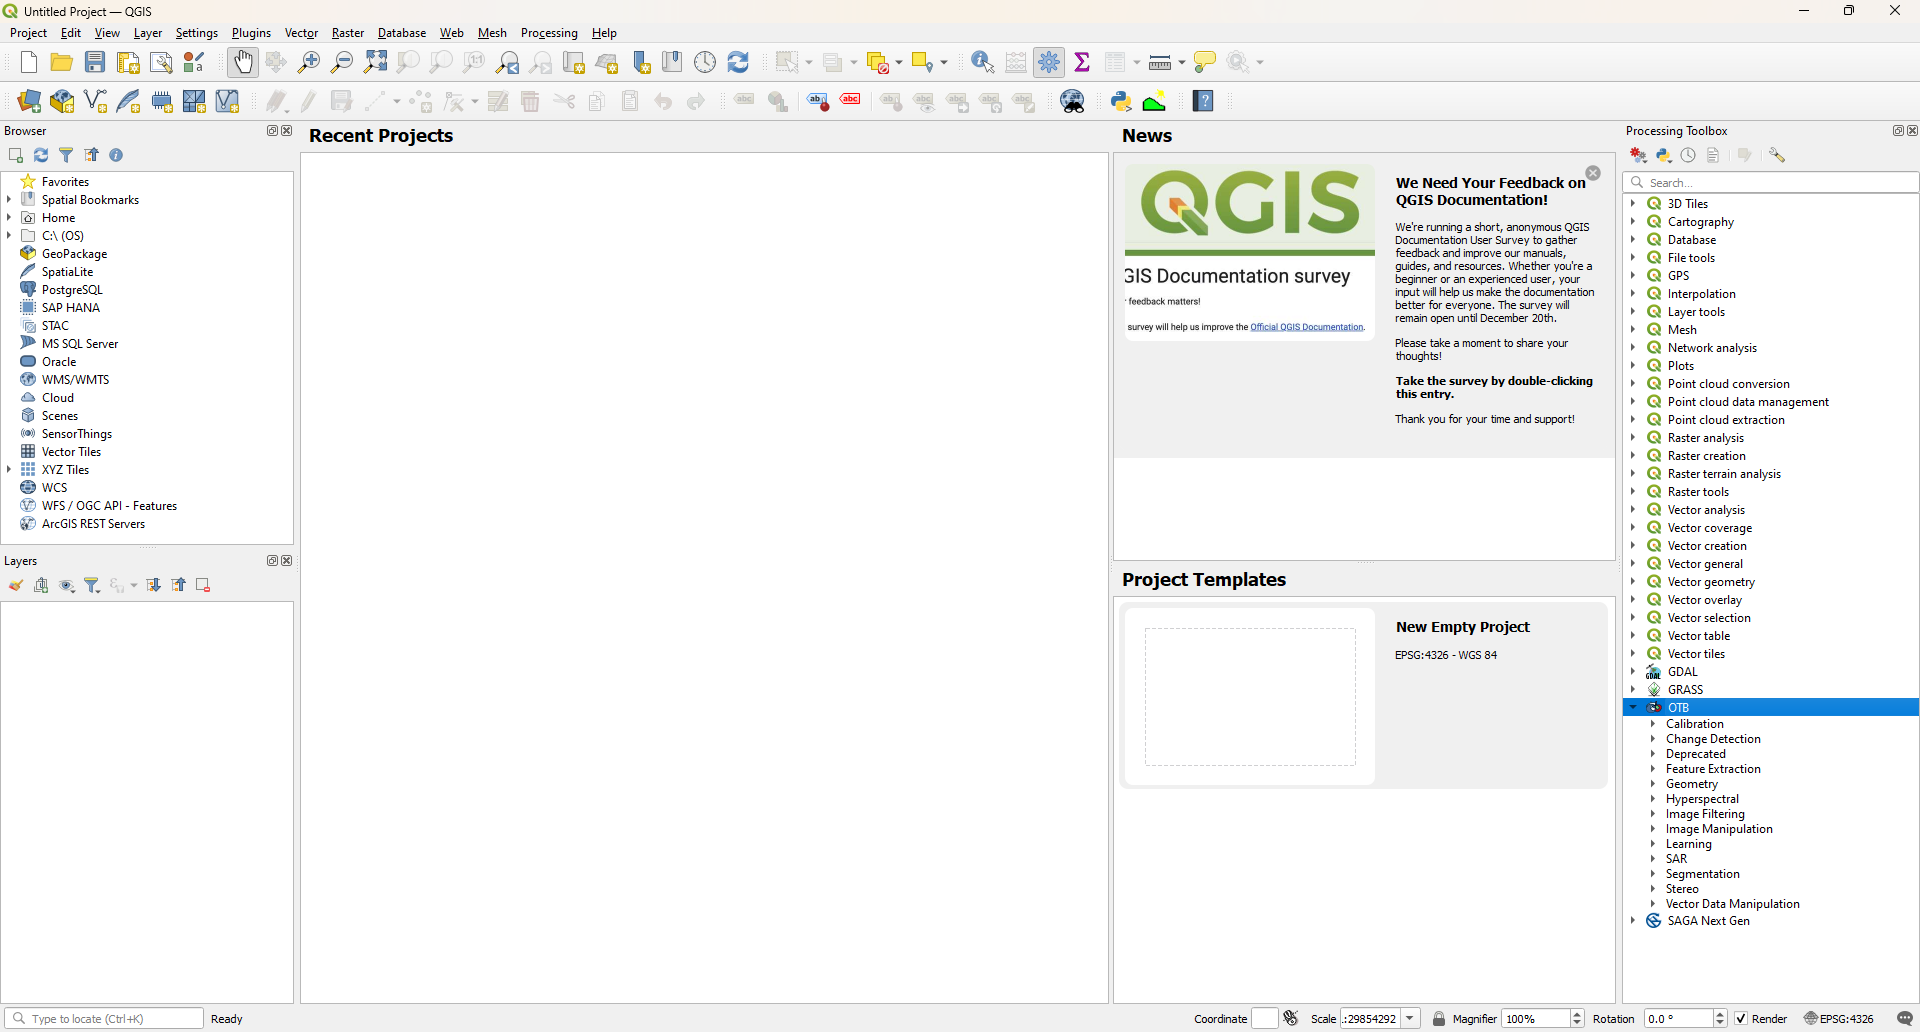 Untitled Project — QGIS
Project Edit View Layer Settings Plugins Vector Raster Database Web Mesh Processing Help
Browser
Favorites
Spatial Bookmarks
Home
C:\ (OS)
GeoPackage
SpatiaLite
PostgreSQL
SAP HANA
STAC
MS SQL Server
Oracle
WMS/WMTS
Cloud
Scenes
SensorThings
Vector Tiles
XYZ Tiles
WCS
WFS / OGC API - Features
ArcGIS REST Servers
Layers
Recent Projects
News
QGIS
GIS Documentation survey
feedback matters!
survey will help us improve the Official QGIS Documentation.
We Need Your Feedback on
QGIS Documentation!
We're running a short, anonymous QGIS
Documentation User Survey to gather
feedback and improve our manuals,
guides, and resources. Whether you're a
beginner or an experienced user, your
input will help us make the documentation
better for everyone. The survey will
remain open until December 20th.
Please take a moment to share your
thoughts!
Take the survey by double-clicking
this entry.
Thank you for your time and support!
Project Templates
New Empty Project
EPSG:4326 - WGS 84
Processing Toolbox
Search...
3D Tiles
Cartography
Database
File tools
GPS
Interpolation
Layer tools
Mesh
Network analysis
Plots
Point cloud conversion
Point cloud data management
Point cloud extraction
Raster analysis
Raster creation
Raster terrain analysis
Raster tools
Vector analysis
Vector coverage
Vector creation
Vector general
Vector geometry
Vector overlay
Vector selection
Vector table
Vector tiles
GDAL
GRASS
OTB
Calibration
Change Detection
Deprecated
Feature Extraction
Geometry
Hyperspectral
Image Filtering
Image Manipulation
Learning
SAR
Segmentation
Stereo
Vector Data Manipulation
SAGA Next Gen
Type to locate (Ctrl+K) Ready Coordinate Scale :29854292 Magnifier 100% Rotation 0.0 ° Render EPSG:4326